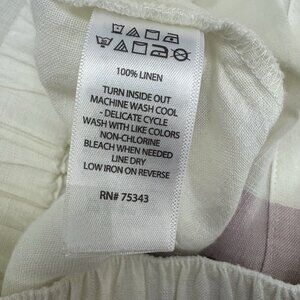 100% LINEN
TURN INSIDE OUT
MACHINE WASH COOL
- DELICATE CYCLE
WASH WITH LIKE COLORS
NON-CHLORINE
BLEACH WHEN NEEDED
LINE DRY
LOW IRON ON REVERSE
RN# 75343